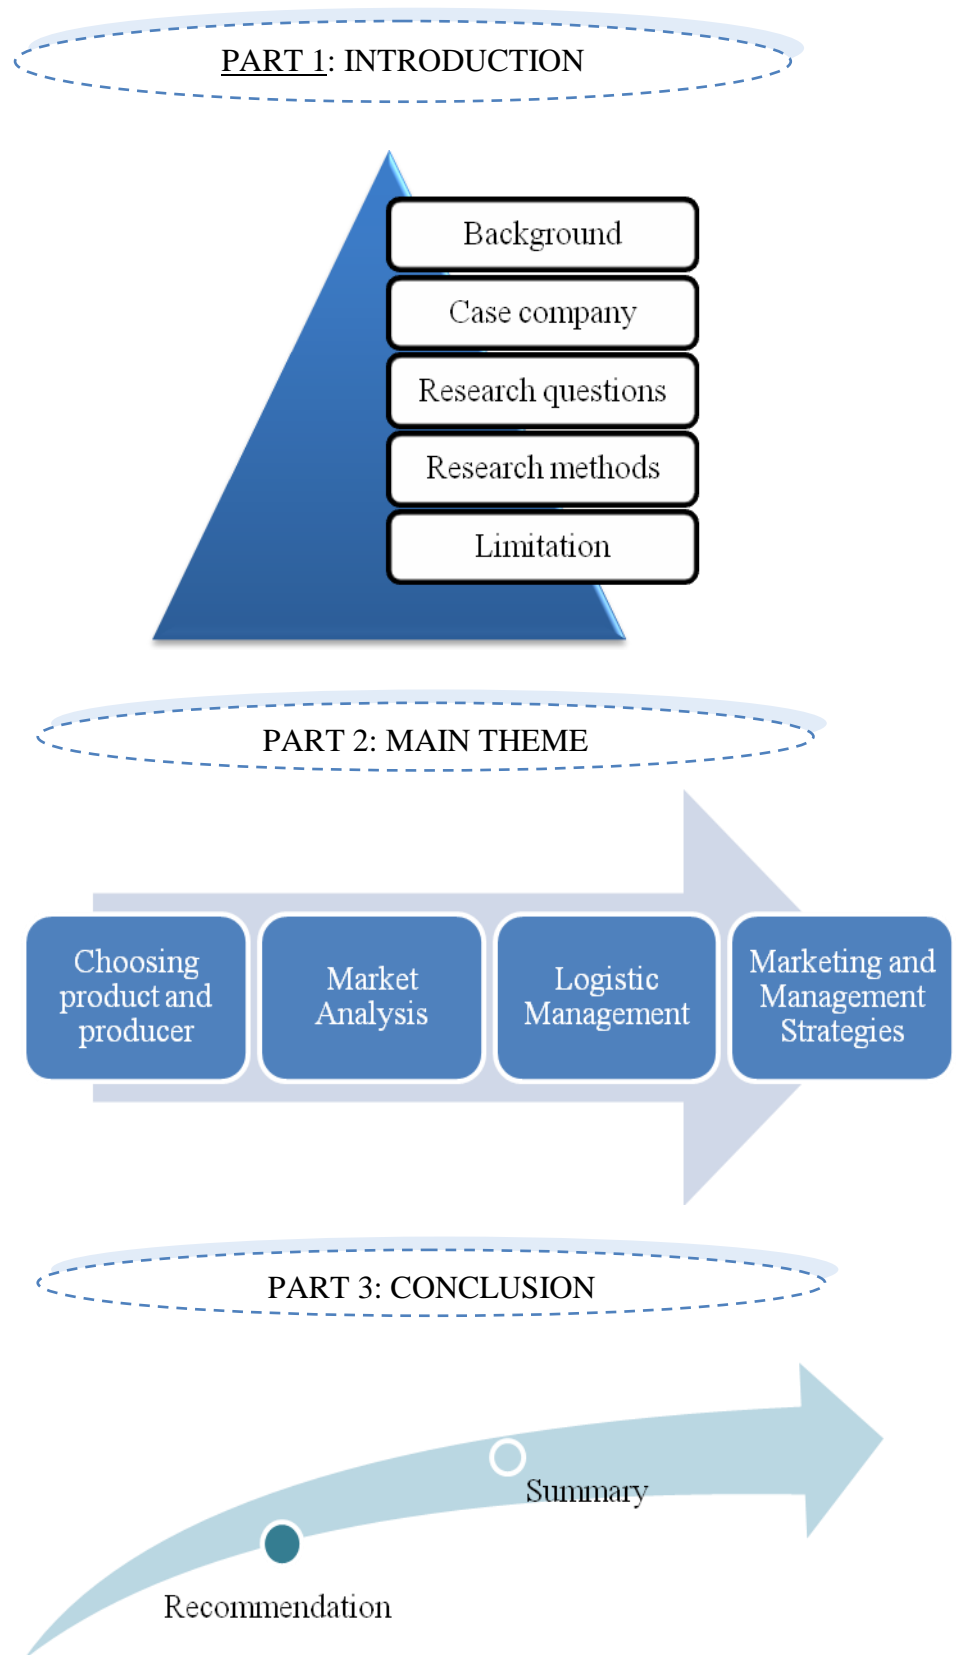 PART 1: INTRODUCTION
Background
Case company
Research questions
Research methods
Limitation
PART 2: MAIN THEME
Choosing
product and
producer
Market
Analysis
Logistic
Management
Marketing and
Management
Strategies
PART 3: CONCLUSION
Summary
Recommendation